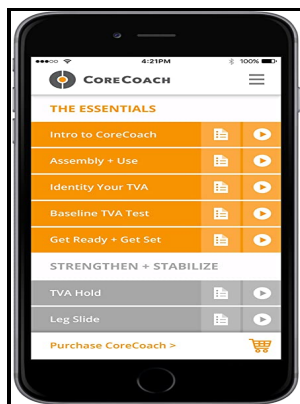 4:21PM
100%
CORECOACH
THE ESSENTIALS
Intro to CoreCoach
Assembly + Use
Identity Your TVA
Baseline TVA Test
Get Ready + Get Set
STRENGTHEN + STABILIZE
TVA Hold
Leg Slide
Purchase CoreCoach >